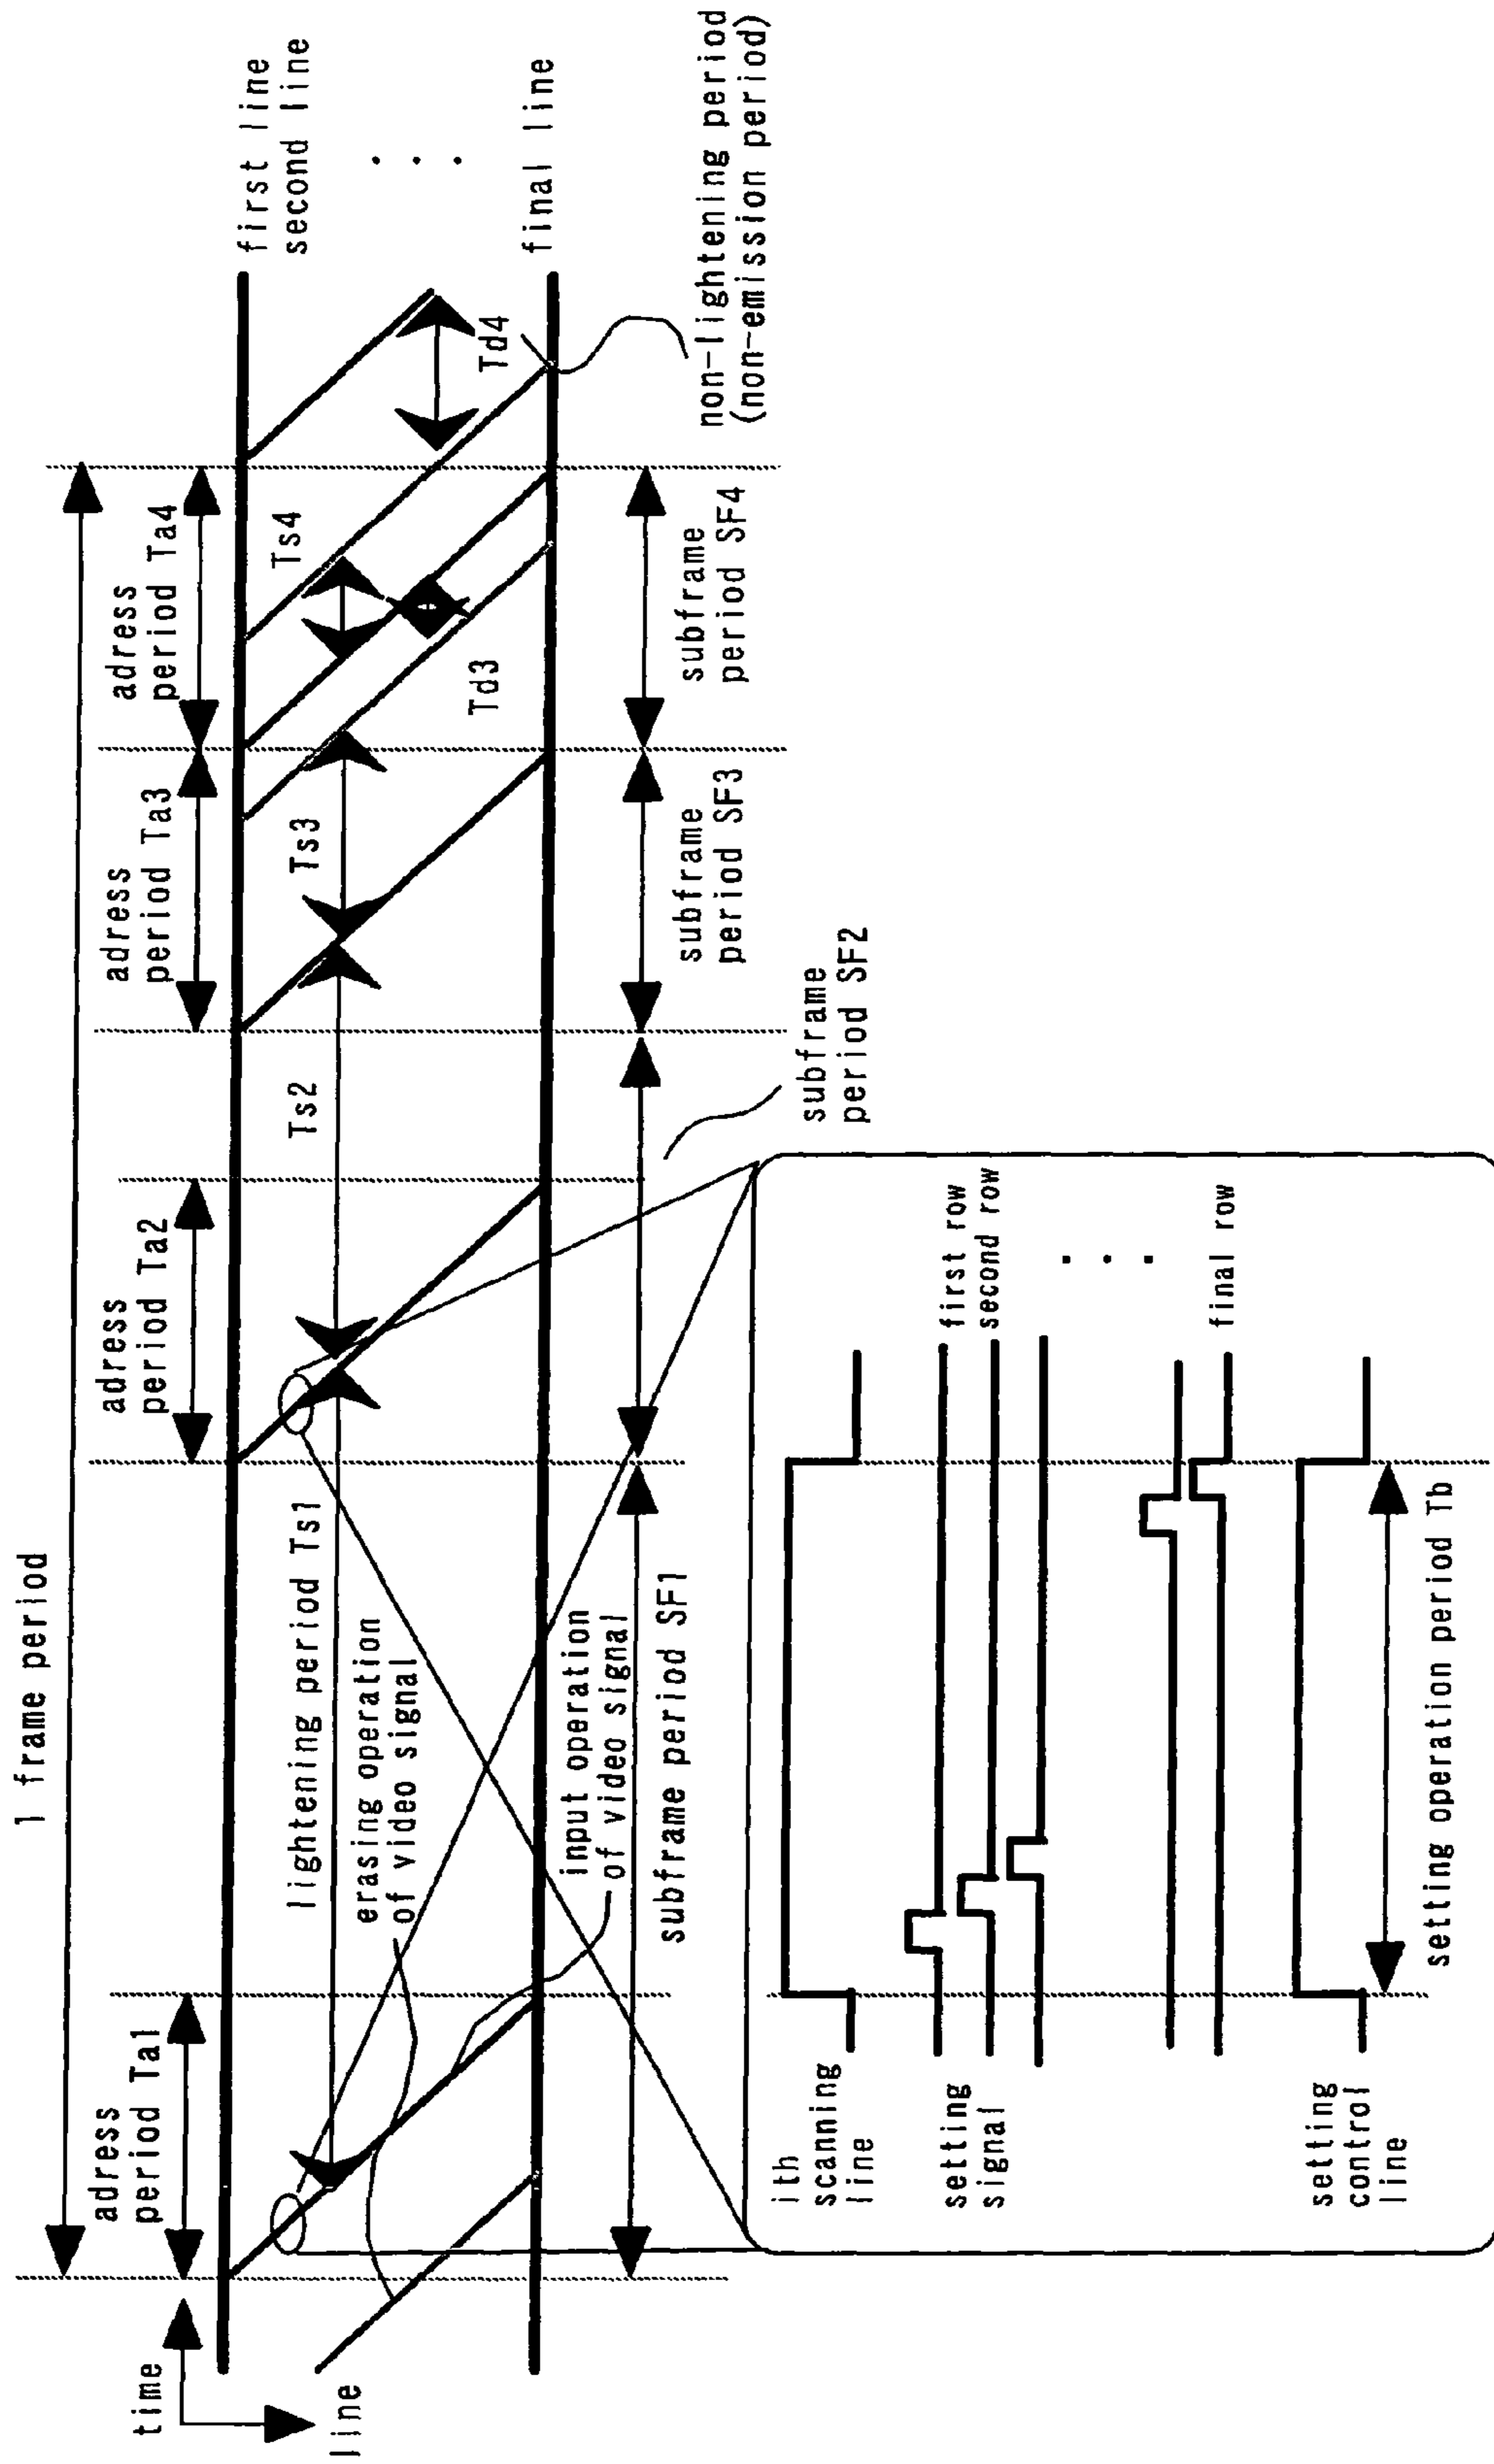 1 frame period
adress
period Ta1
adress
period Ta2
adress
period Ta3
adress
period Ta4
time
line
first line
second line
final line
lightening period Ts1
Ts2
Ts3
Ts4
Td3
Td4
erasing operation
of video signal
input operation
of video signal
non-lightening period
(non-emission period)
subframe period SF1
subframe
period SF2
subframe
period SF3
subframe
period SF4
ith
scanning
line
setting
signal
first row
second row
final row
setting
control
line
setting operation period Tb